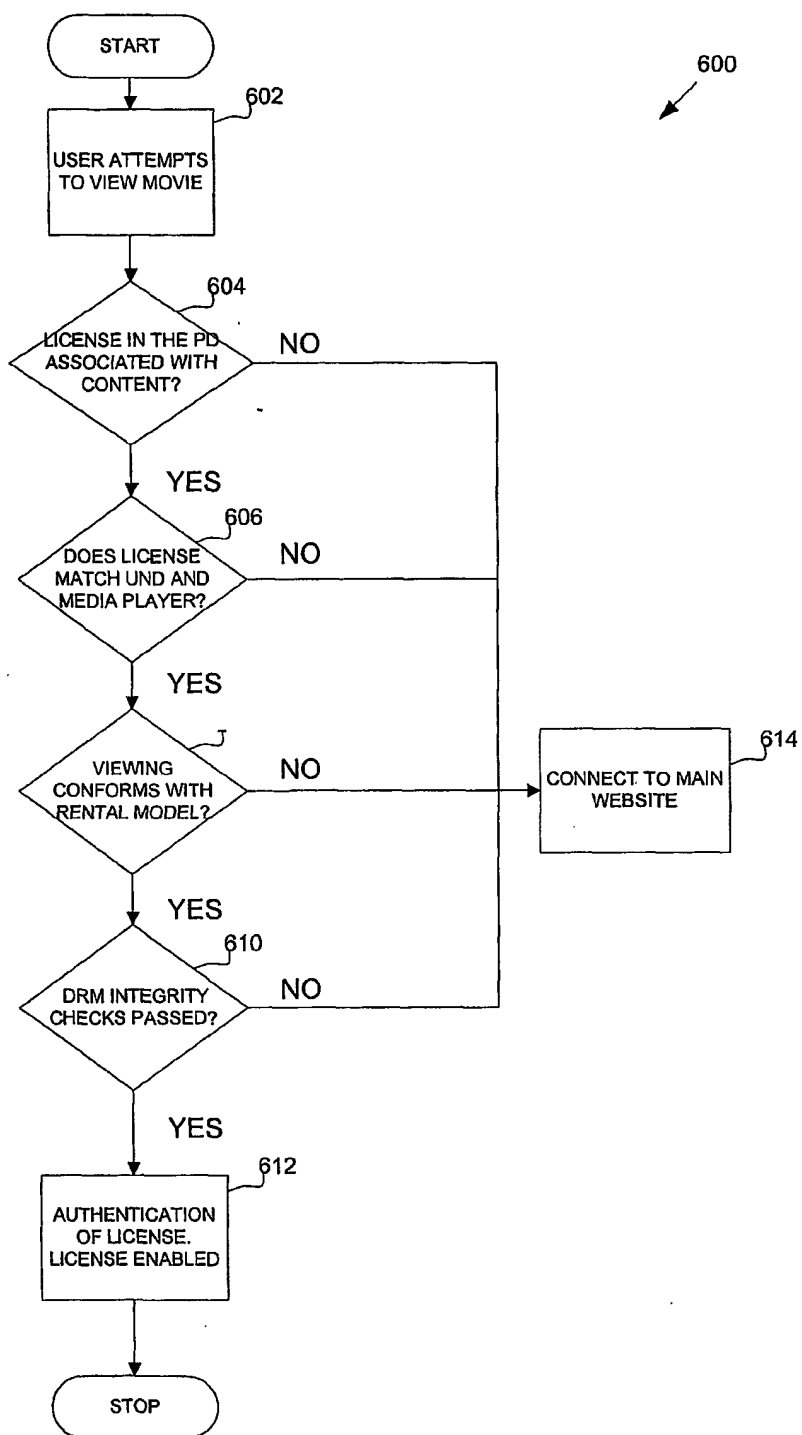 START
600
602
USER ATTEMPTS
TO VIEW MOVIE
604
LICENSE IN THE PD
ASSOCIATED WITH
CONTENT?
NO
YES
606
DOES LICENSE
MATCH UND AND
MEDIA PLAYER?
NO
YES
VIEWING
CONFORMS WITH
RENTAL MODEL?
NO
614
CONNECT TO MAIN
WEBSITE
YES
610
DRM INTEGRITY
CHECKS PASSED?
NO
YES
612
AUTHENTICATION
OF LICENSE.
LICENSE ENABLED
STOP